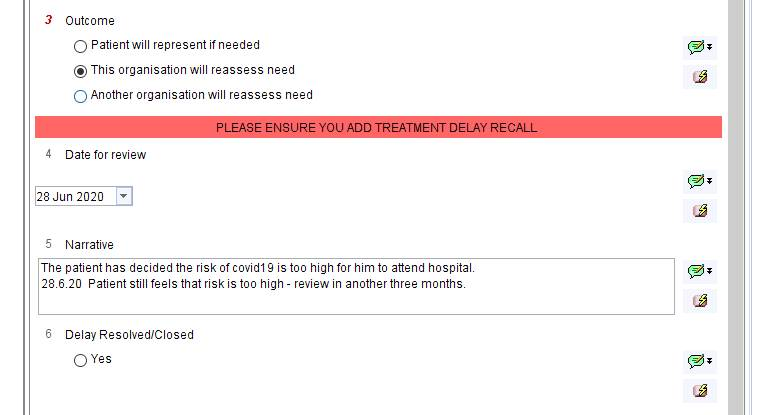 3 Outcome
Patient will represent if needed
This organisation will reassess need
Another organisation will reassess need
PLEASE ENSURE YOU ADD TREATMENT DELAY RECALL
4 Date for review
28 Jun 2020
5 Narrative
The patient has decided the risk of covid19 is too high for him to attend hospital.
28.6.20 Patient still feels that risk is too high - review in another three months.
6 Delay Resolved/Closed
Yes